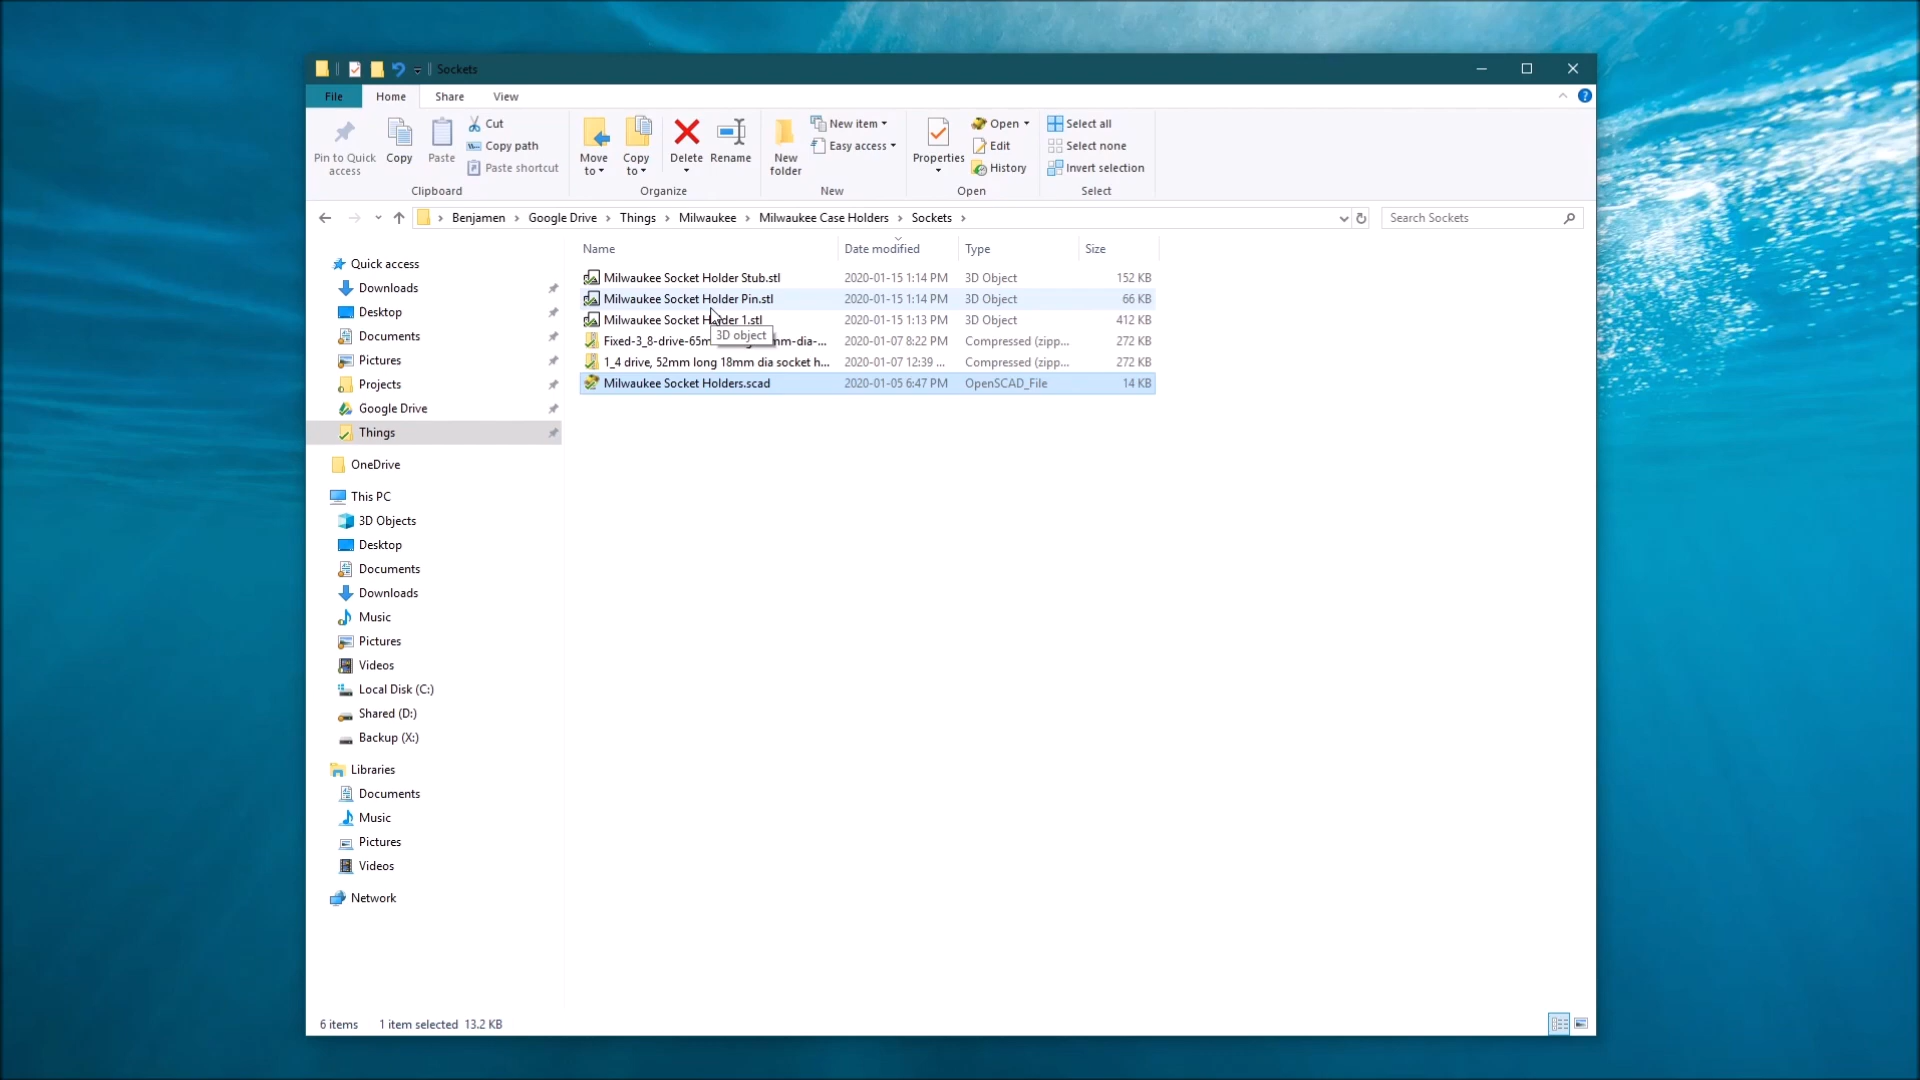 Sockets
File Home Share View
Pin to Quick access
Copy
Paste
Cut
Copy path
Paste shortcut
Move to
Copy to
Delete
Rename
New folder
New item
Easy access
Properties
Open
Edit
History
Select all
Select none
Invert selection
Clipboard Organize New Open Select
Benjamen > Google Drive > Things > Milwaukee > Milwaukee Case Holders > Sockets >
Search Sockets
Name Date modified Type Size
Milwaukee Socket Holder Stub.stl 2020-01-15 1:14 PM 3D Object 152 KB
Milwaukee Socket Holder Pin.stl 2020-01-15 1:14 PM 3D Object 66 KB
Milwaukee Socket Holder 1.stl 2020-01-15 1:13 PM 3D Object 412 KB
3D object
Fixed-3_8-drive-65m mm-dia-... 2020-01-07 8:22 PM Compressed (zipp... 272 KB
1_4 drive, 52mm long 18mm dia socket h... 2020-01-07 12:39 ... Compressed (zipp... 272 KB
Milwaukee Socket Holders.scad 2020-01-05 6:47 PM OpenSCAD_File 14 KB
Quick access
Downloads
Desktop
Documents
Pictures
Projects
Google Drive
Things
OneDrive
This PC
3D Objects
Desktop
Documents
Downloads
Music
Pictures
Videos
Local Disk (C:)
Shared (D:)
Backup (X:)
Libraries
Documents
Music
Pictures
Videos
Network
6 items 1 item selected 13.2 KB